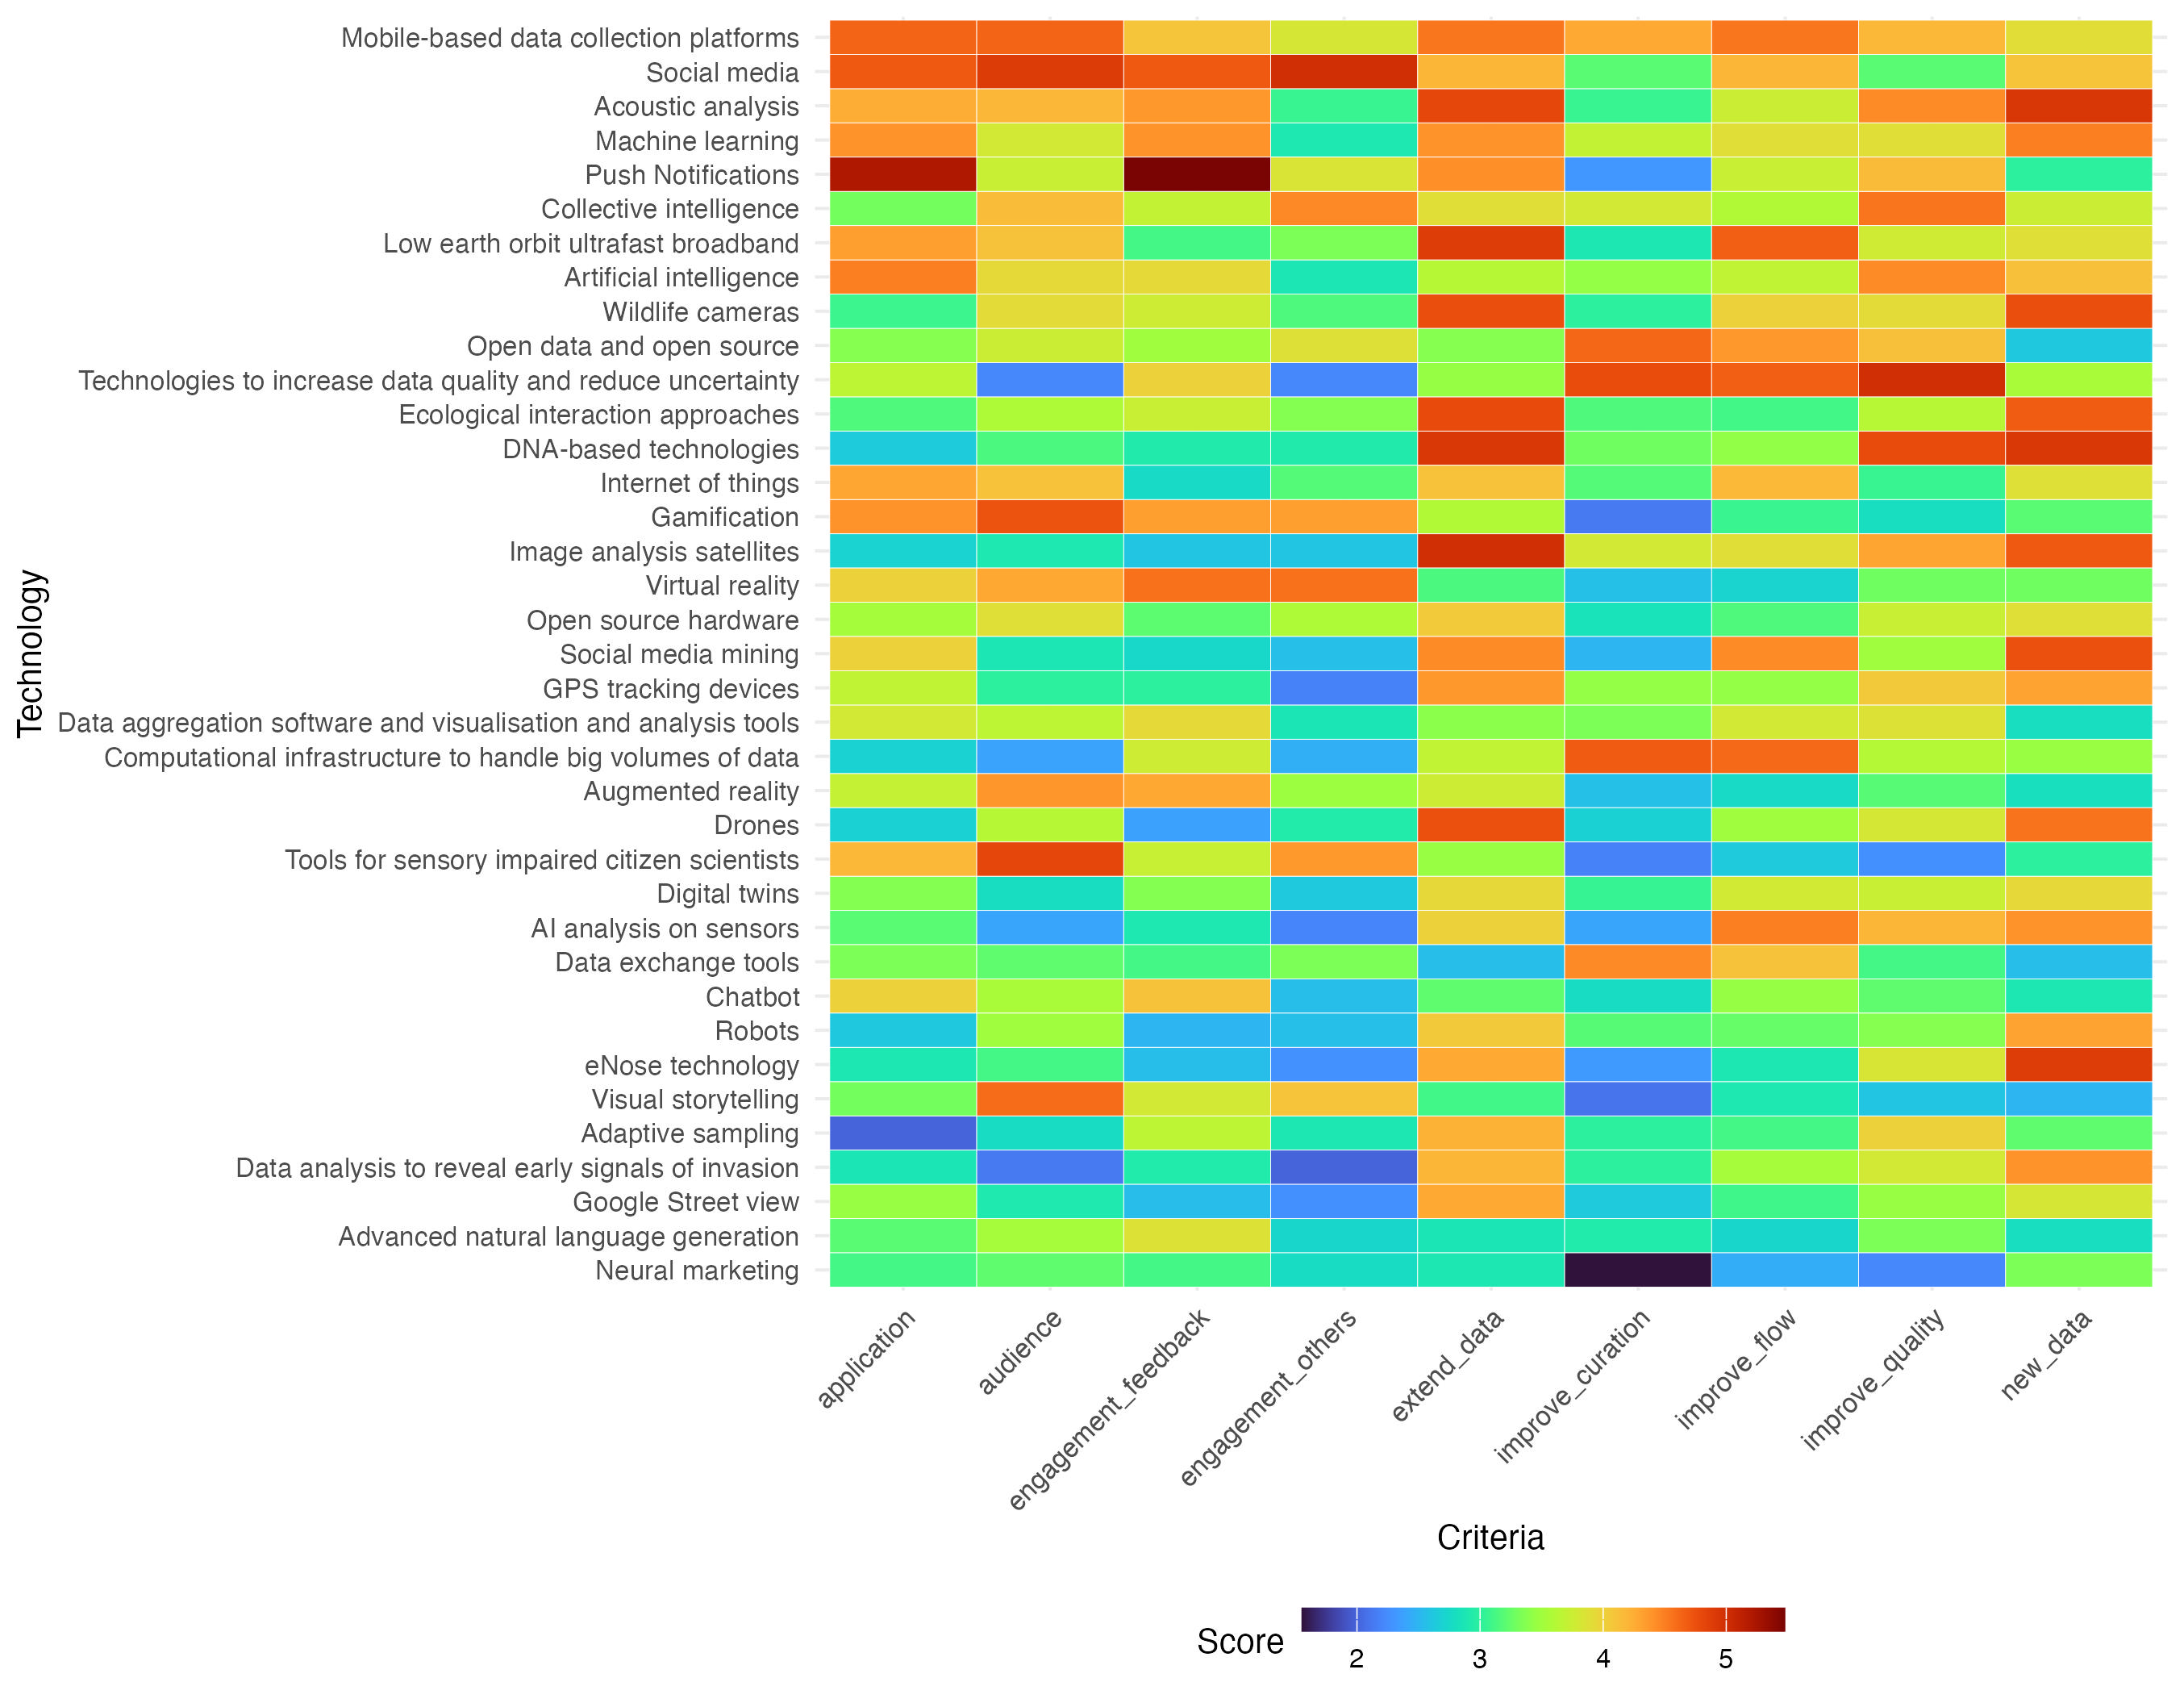 Mobile-based data collection platforms
Social media
Acoustic analysis
Machine learning
Push Notifications
Collective intelligence
Low earth orbit ultrafast broadband
Artificial intelligence
Wildlife cameras
Open data and open source
Technologies to increase data quality and reduce uncertainty
Ecological interaction approaches
DNA-based technologies
Internet of things
Gamification
Image analysis satellites
Virtual reality
Open source hardware
Social media mining
GPS tracking devices
Data aggregation software and visualisation and analysis tools
Computational infrastructure to handle big volumes of data
Augmented reality
Drones
Tools for sensory impaired citizen scientists
Digital twins
AI analysis on sensors
Data exchange tools
Chatbot
Robots
eNose technology
Visual storytelling
Adaptive sampling
Data analysis to reveal early signals of invasion
Google Street view
Advanced natural language generation
Neural marketing
Technology
application
audience
engagement_feedback
engagement_others
extend_data
improve_curation
improve_flow
improve_quality
new_data
Criteria
Score
2 3 4 5